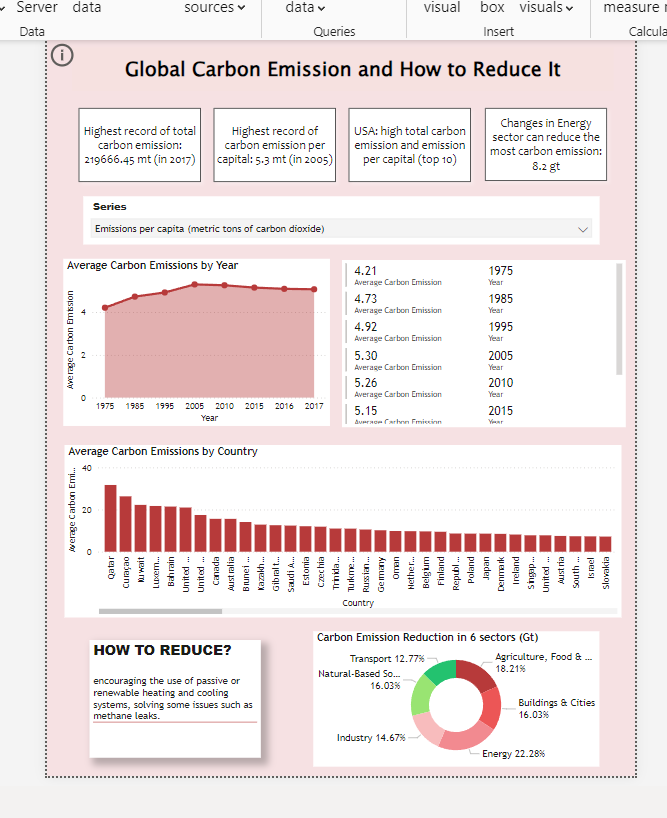 Server data sources data visual box visuals measure
Data Queries Insert Calcula
Global Carbon Emission and How to Reduce It
Highest record of total
carbon emission:
219666.45 mt (in 2017)
Highest record of
carbon emission per
capital: 5.3 mt (in 2005)
USA: high total carbon
emission and emission
per capital (top 10)
Changes in Energy
sector can reduce the
most carbon emission:
8.2 gt
Series
Emissions per capita (metric tons of carbon dioxide)
Average Carbon Emissions by Year
Average Carbon Emission
4
2
0
1975 1985 1995 2005 2010 2015 2016 2017
Year
4.21 1975
Average Carbon Emission Year
4.73 1985
Average Carbon Emission Year
4.92 1995
Average Carbon Emission Year
5.30 2005
Average Carbon Emission Year
5.26 2010
Average Carbon Emission Year
5.15 2015
Average Carbon Emission Year
Average Carbon Emissions by Country
Average Carbon Emi...
40
20
0
Qatar
Curaçao
Kuwait
Luxem...
Bahrain
United ...
United ...
Canada
Australia
Brunei ...
Kazakh...
Gibralt...
Saudi A...
Estonia
Czechia
Trinida...
Turkme...
Russian...
Germany
Oman
Nether...
Belgium
Finland
Republ...
Poland
Japan
Denmark
Ireland
Singap...
United ...
Austria
South ...
Israel
Slovakia
Country
HOW TO REDUCE?
encouraging the use of passive or
renewable heating and cooling
systems, solving some issues such as
methane leaks.
Carbon Emission Reduction in 6 sectors (Gt)
Transport 12.77%
Agriculture, Food & ...
18.21%
Natural-Based So...
16.03%
Buildings & Cities
16.03%
Industry 14.67%
Energy 22.28%